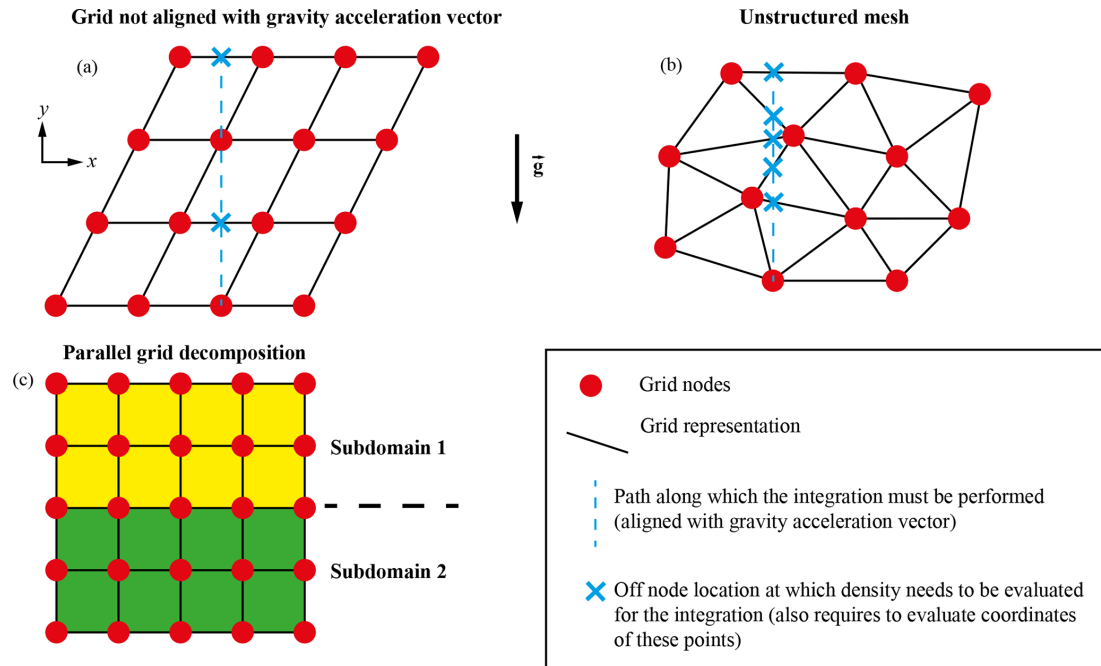 Grid not aligned with gravity acceleration vector
Unstructured mesh
(a)
(b)
y
x
g
Parallel grid decomposition
(c)
Subdomain 1
Subdomain 2
Grid nodes
Grid representation
Path along which the integration must be performed
(aligned with gravity acceleration vector)
Off node location at which density needs to be evaluated
for the integration (also requires to evaluate coordinates
of these points)